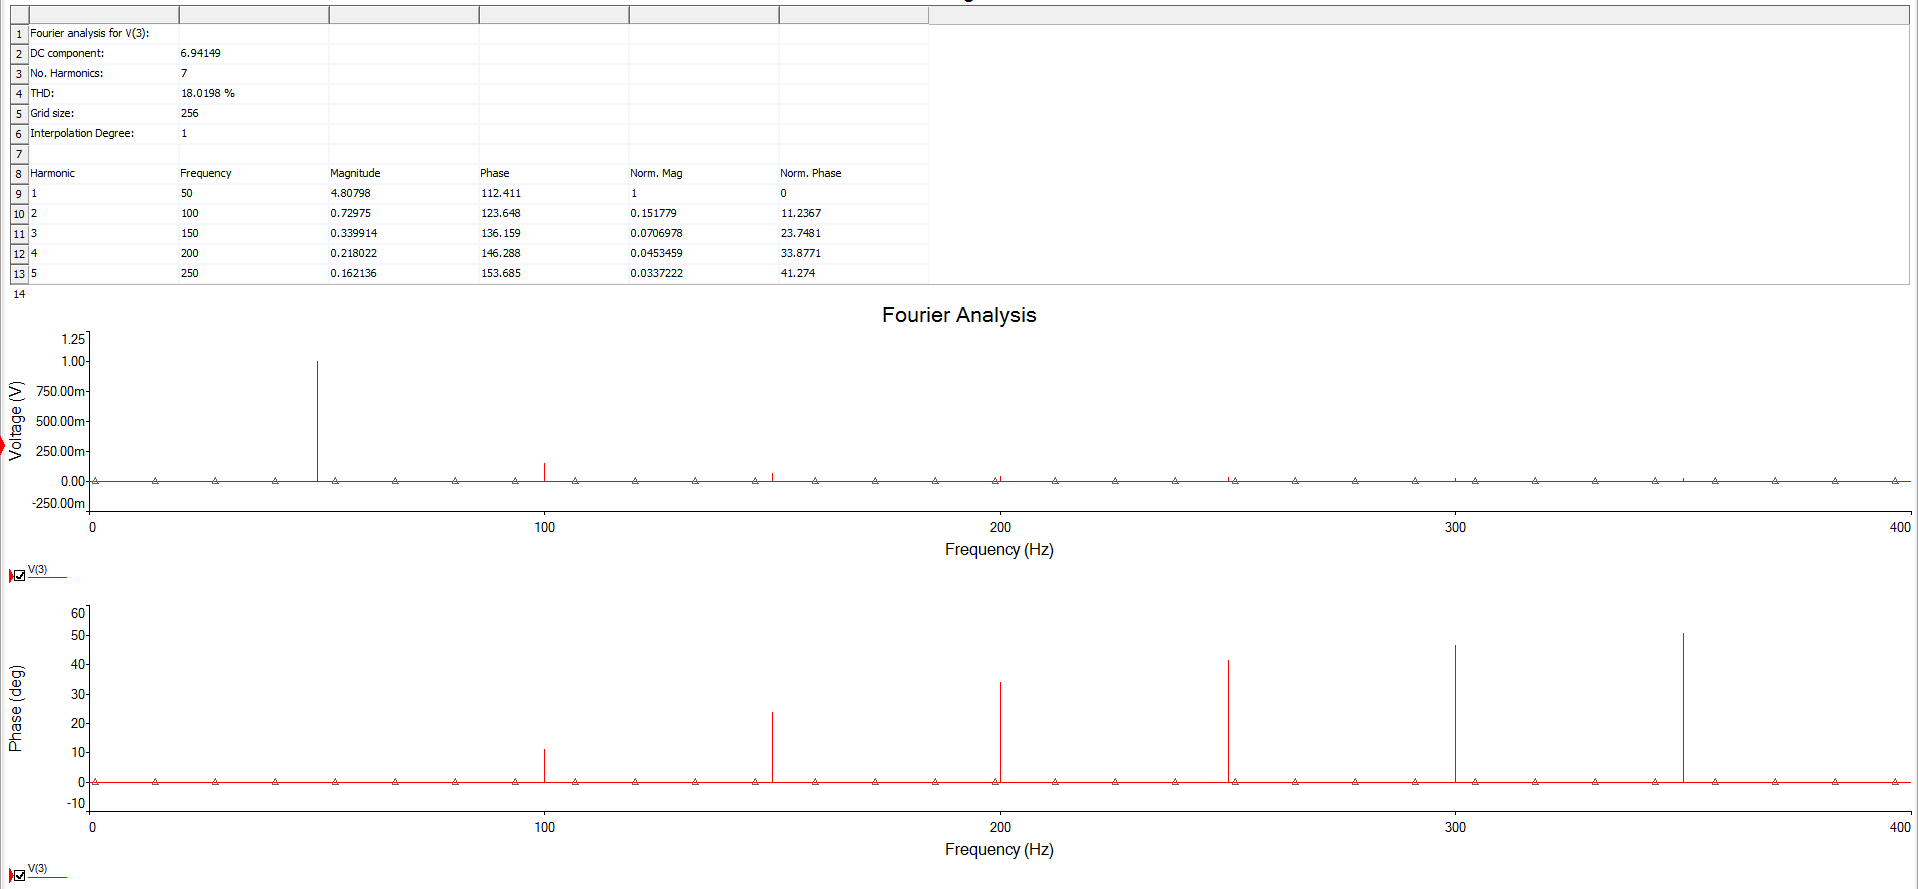 1 Fourier analysis for V(3):
2 DC component: 6.94149
3 No. Harmonics: 7
4 THD: 18.0198 %
5 Grid size: 256
6 Interpolation Degree: 1
7
8 Harmonic Frequency Magnitude Phase Norm. Mag Norm. Phase
9 1 50 4.80798 112.411 1 0
10 2 100 0.72975 123.648 0.151779 11.2367
11 3 150 0.339914 136.159 0.0706978 23.7481
12 4 200 0.218022 146.288 0.0453459 33.8771
13 5 250 0.162136 153.685 0.0337222 41.274
14
Fourier Analysis
Voltage (V)
1.25
1.00
750.00m
500.00m
250.00m
0.00
-250.00m
0 100 200 300 400
Frequency (Hz)
V(3)
Phase (deg)
60
50
40
30
20
10
0
-10
0 100 200 300 400
Frequency (Hz)
V(3)